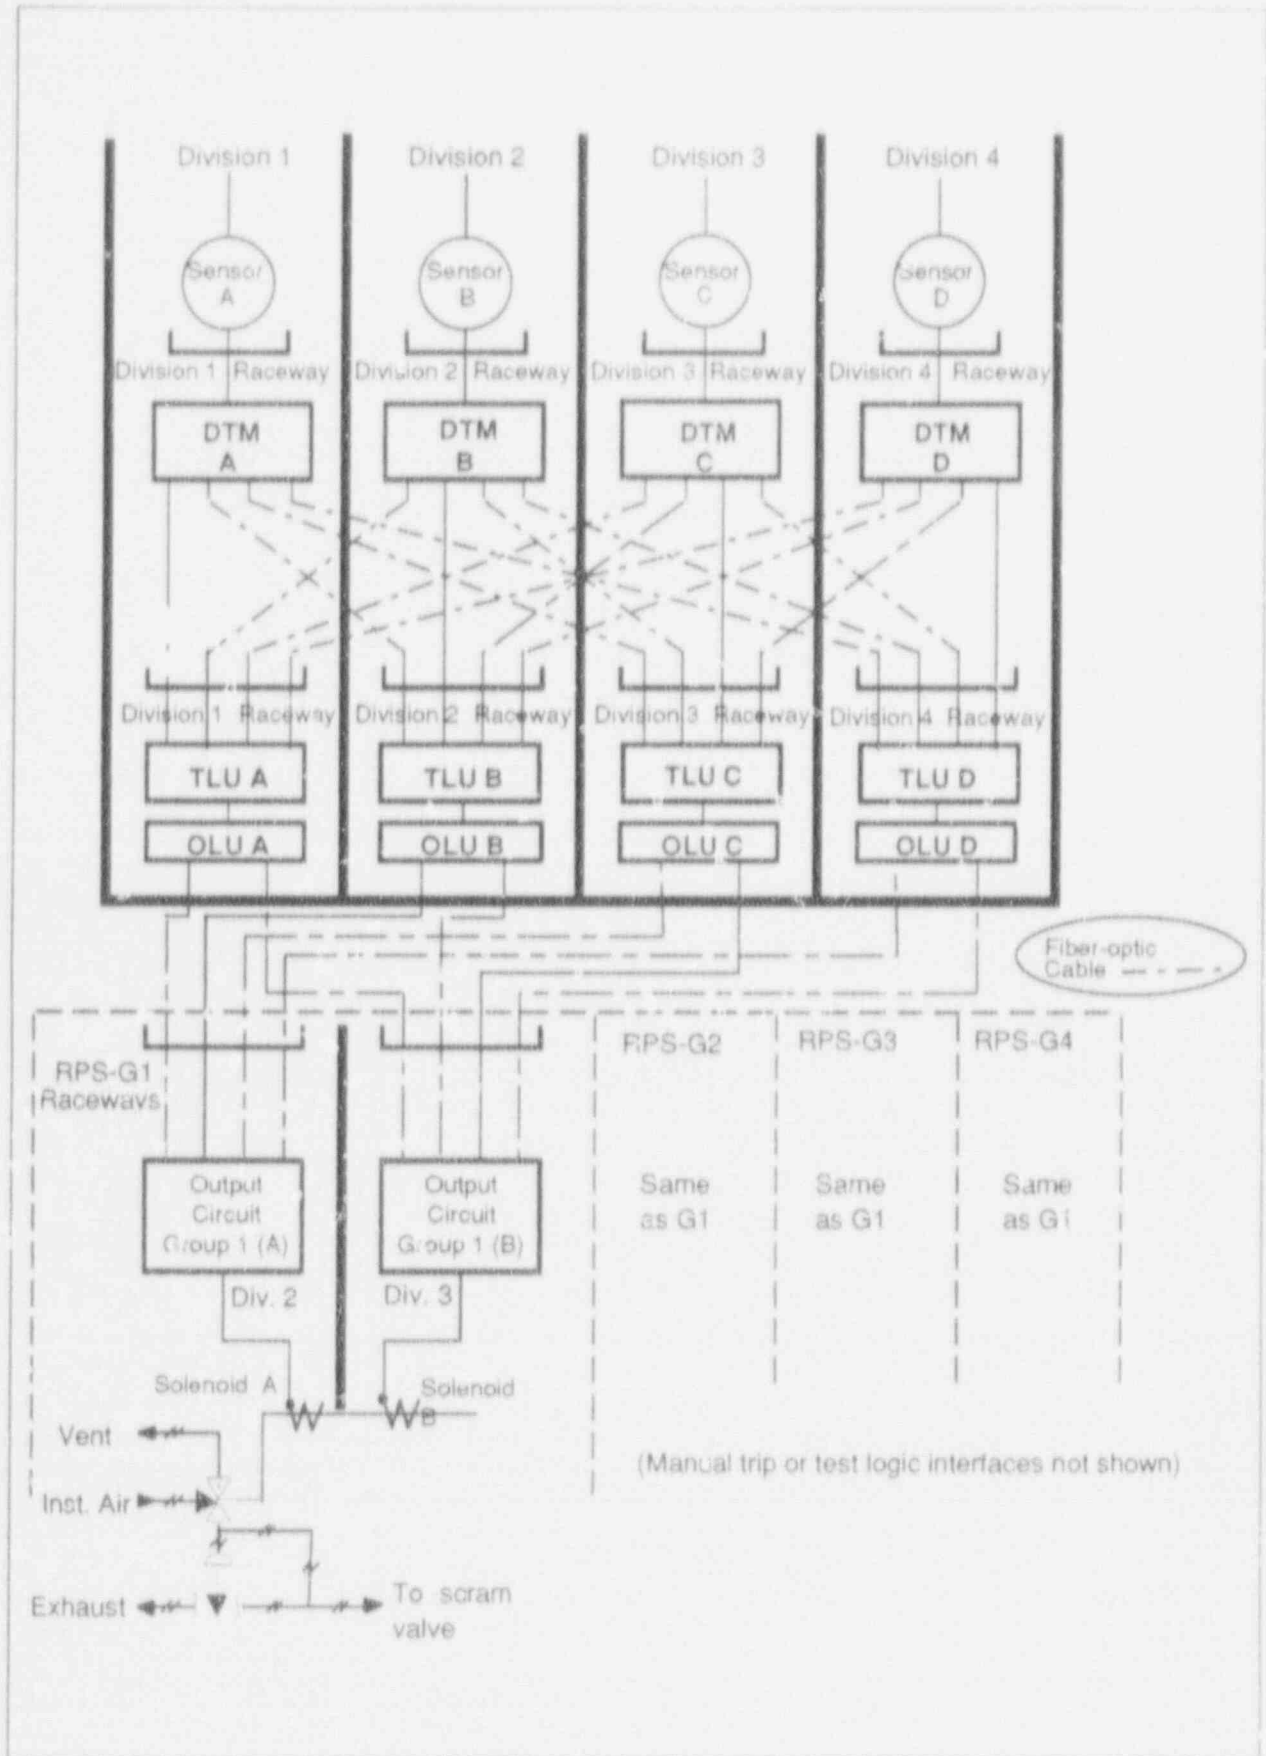 Division 1
Division 2
Division 3
Division 4
Sensor
A
Sensor
B
Sensor
C
Sensor
D
Division 1 Raceway
Division 2 Raceway
Division 3 Raceway
Division 4 Raceway
DTM
A
DTM
B
DTM
C
DTM
D
Division 1 Raceway
Division 2 Raceway
Division 3 Raceway
Division 4 Raceway
TLU A
TLU B
TLU C
TLU D
OLU A
OLU B
OLU C
OLU D
Fiber-optic
Cable
RPS-G1
Raceways
RPS-G2
RPS-G3
RPS-G4
Output
Circuit
Group 1 (A)
Output
Circuit
Group 1 (B)
Same
as G1
Same
as G1
Same
as G1
Div. 2
Div. 3
Solenoid A
Solenoid
B
Vent
(Manual trip or test logic interfaces not shown)
Inst. Air
Exhaust
To scram
valve